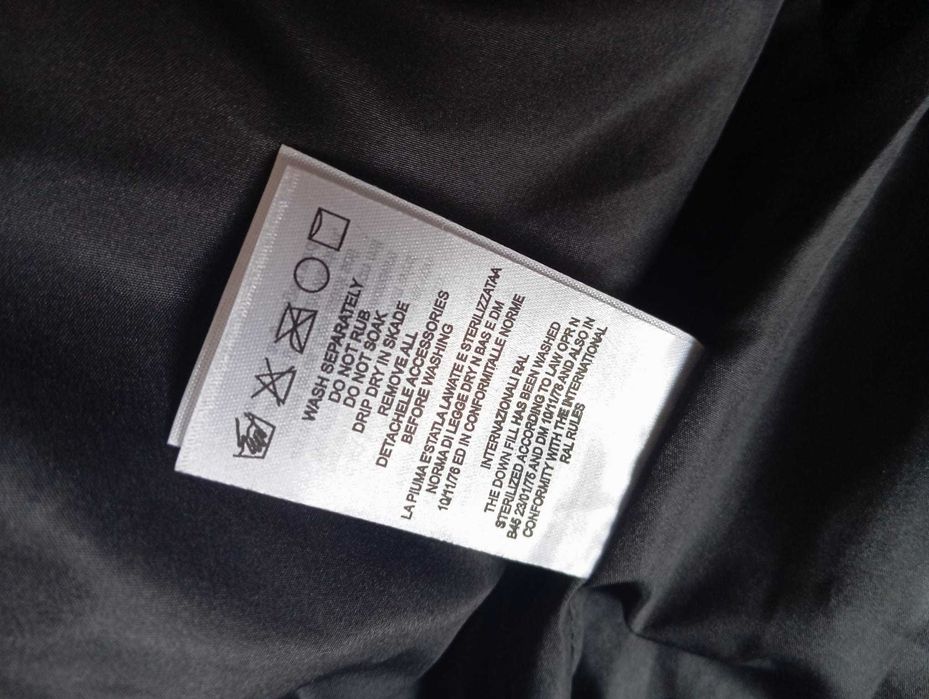 WASH SEPARATELY
DO NOT RUB
DO NOT SOAK
DRIP DRY IN SKADE
REMOVE ALL
DETACHELE ACCESSORIES
BEFORE WASHING
LA PIUMA E'STATLA LAWATE E STERILIZZATAA
NORMA DI LEGGE DRY N BAS E DM
10/11/76 ED IN CONFORMITALLE NORME
INTERNAZIONALI RAL
THE DOWN FILL HAS BEEN WASHED
STERILIZED ACCORDING TO LAW OPR N
B45 23/01/75 AND DM 10/11/76 AND ALSO IN
CONFORMITY WITH THE INTERNATIONAL
RAL RULES